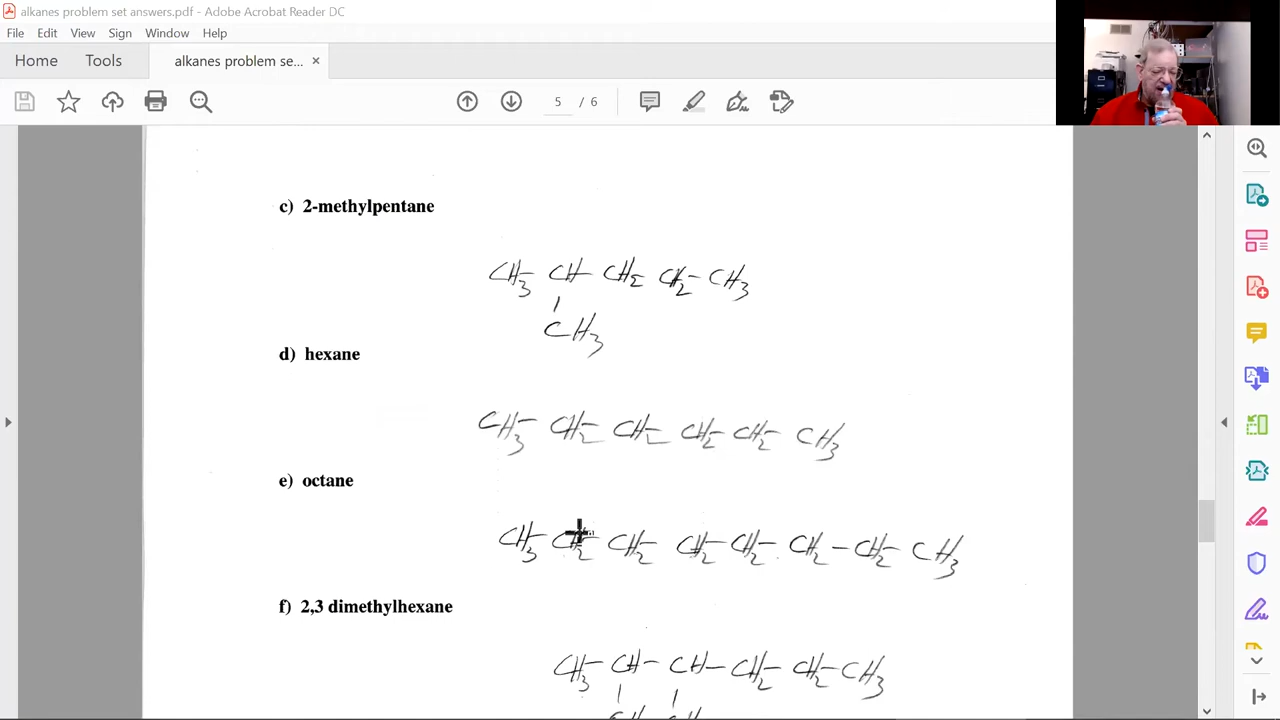 alkanes problem set answers.pdf - Adobe Acrobat Reader DC
File Edit View Sign Window Help
Home Tools alkanes problem se... ×
5 / 6
c) 2-methylpentane
CH3- CH- CH2 CH2- CH3
|
CH3
d) hexane
CH3- CH2- CH2- CH2- CH2- CH3
e) octane
CH3- CH2- CH2- CH2- CH2- CH2-CH2- CH3
f) 2,3 dimethylhexane
CH3- CH- CH- CH2- CH2-CH3
| |